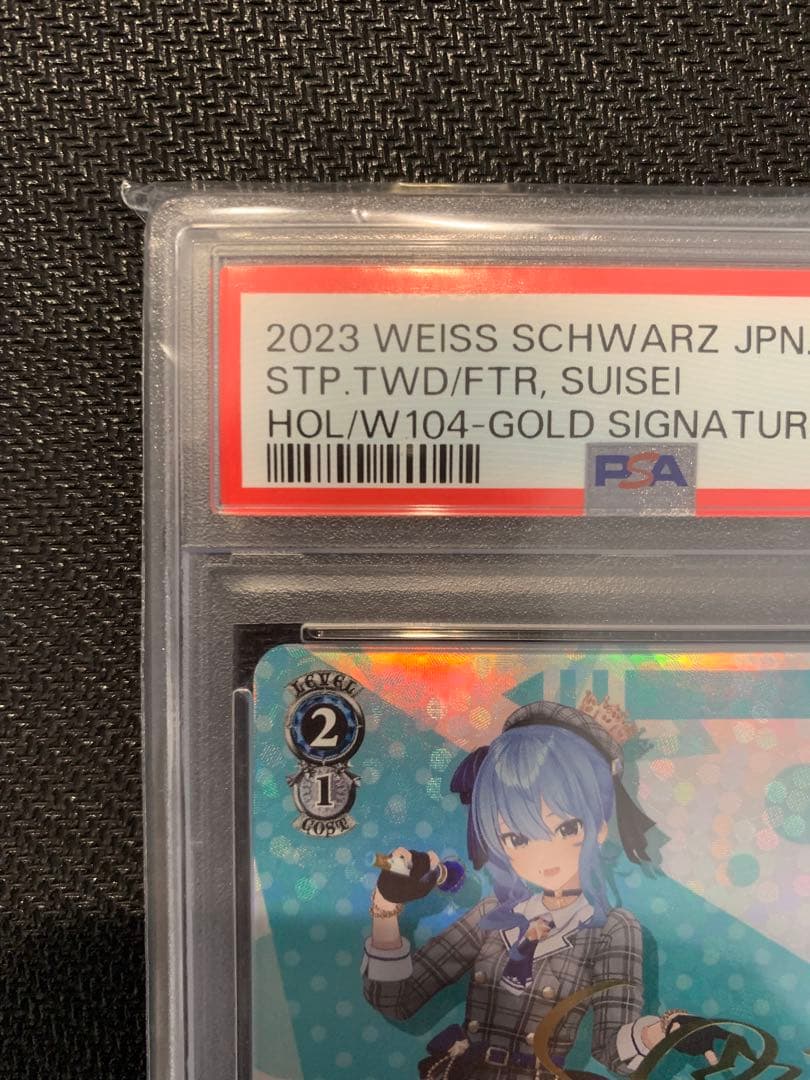 2023 WEISS SCHWARZ JPN.
STP.TWD/FTR, SUISEI
HOL/W104-GOLD SIGNATUR
PSA
LEVEL
2
1
COST